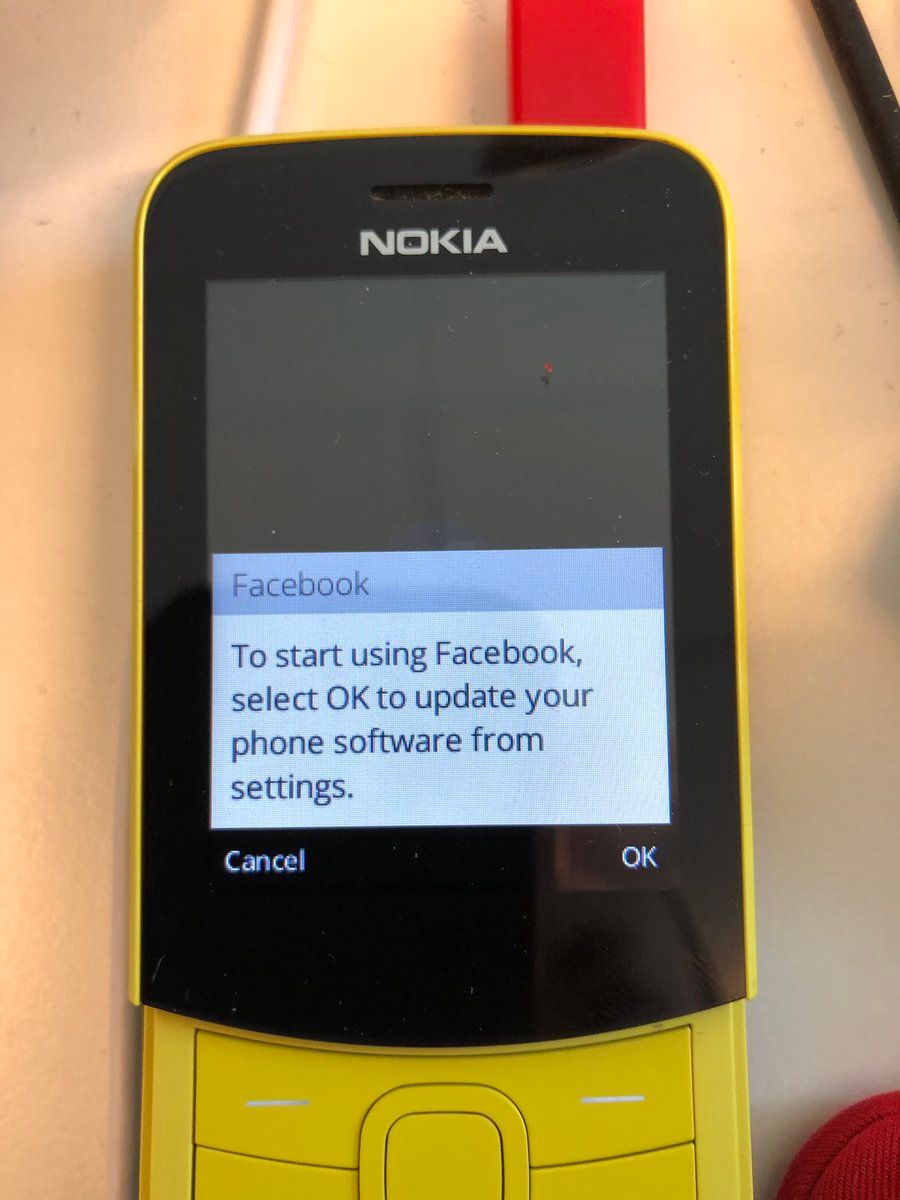 NOKIA
Facebook
To start using Facebook,
select OK to update your
phone software from
settings.
Cancel OK